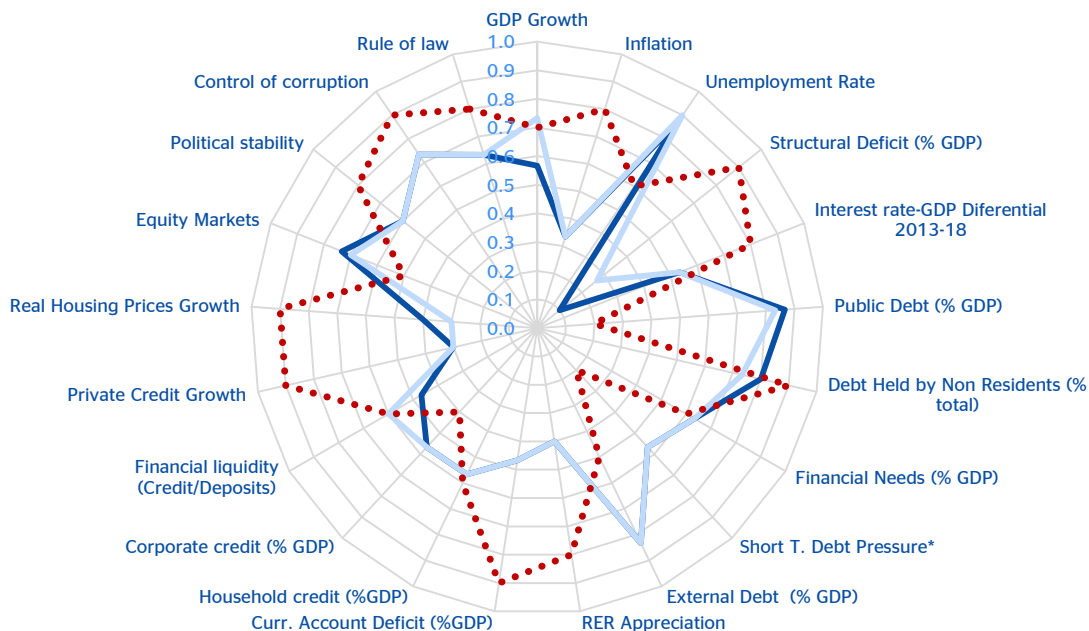 GDP Growth
Inflation
Unemployment Rate
Structural Deficit (% GDP)
Interest rate-GDP Diferential
2013-18
Public Debt (% GDP)
Debt Held by Non Residents (%
total)
Financial Needs (% GDP)
Short T. Debt Pressure*
External Debt (% GDP)
RER Appreciation
Curr. Account Deficit (%GDP)
Household credit (%GDP)
Corporate credit (% GDP)
Financial liquidity
(Credit/Deposits)
Private Credit Growth
Real Housing Prices Growth
Equity Markets
Political stability
Control of corruption
Rule of law
1.0
0.9
0.8
0.7
0.6
0.5
0.4
0.3
0.2
0.1
0.0